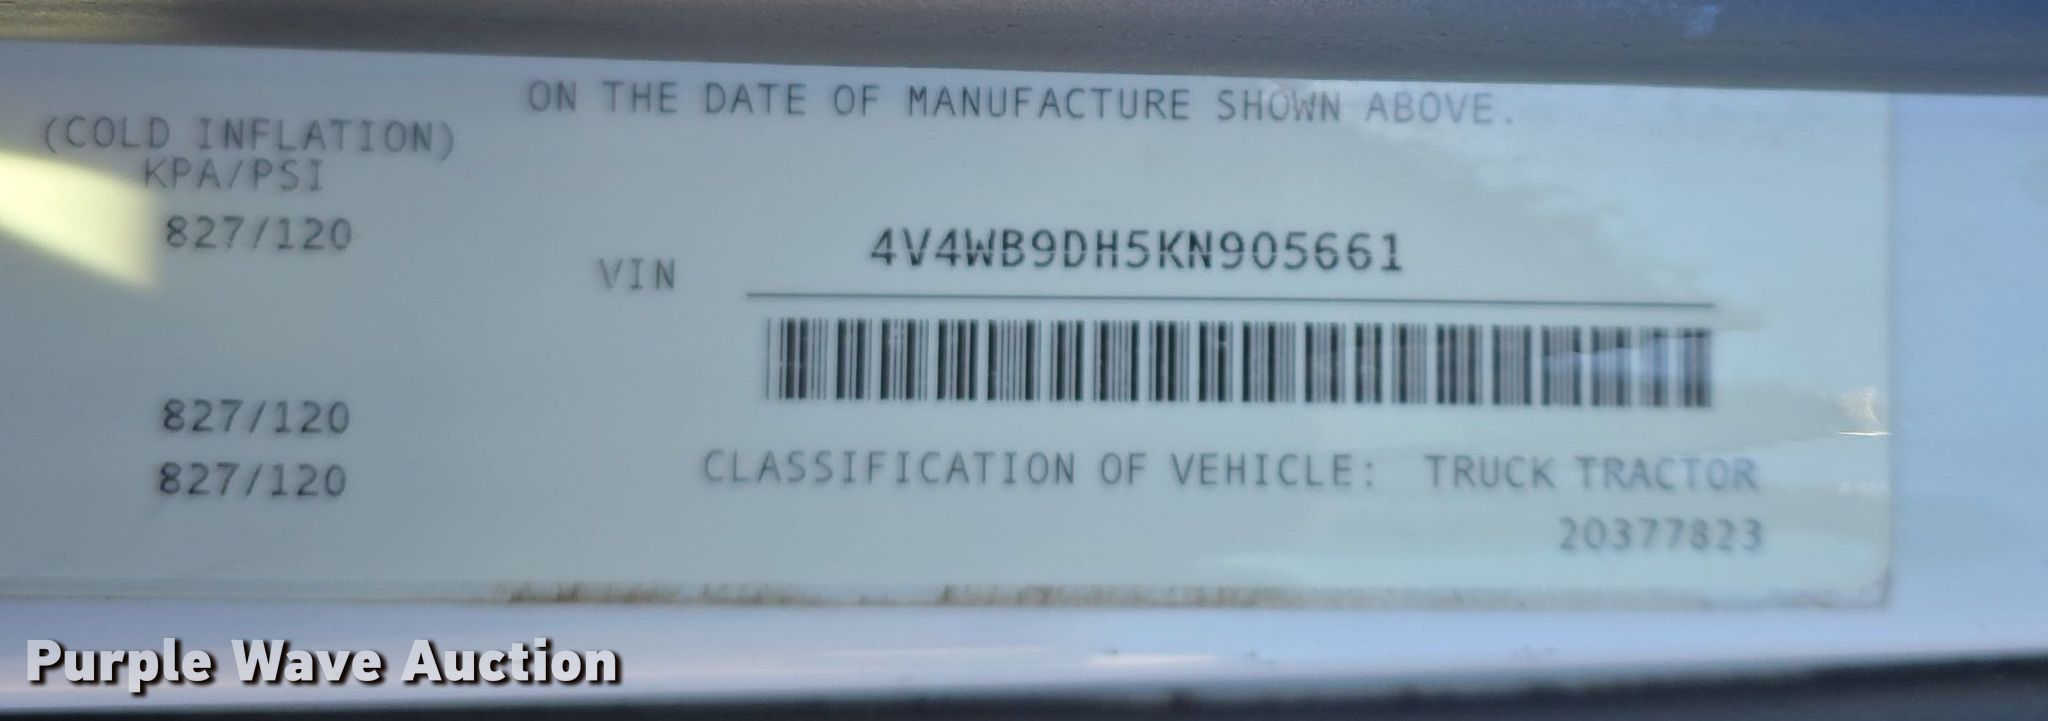 ON THE DATE OF MANUFACTURE SHOWN ABOVE.
(COLD INFLATION)
KPA/PSI
827/120
VIN 4V4WB9DH5KN905661
827/120
827/120
CLASSIFICATION OF VEHICLE: TRUCK TRACTOR
20377823
Purple Wave Auction